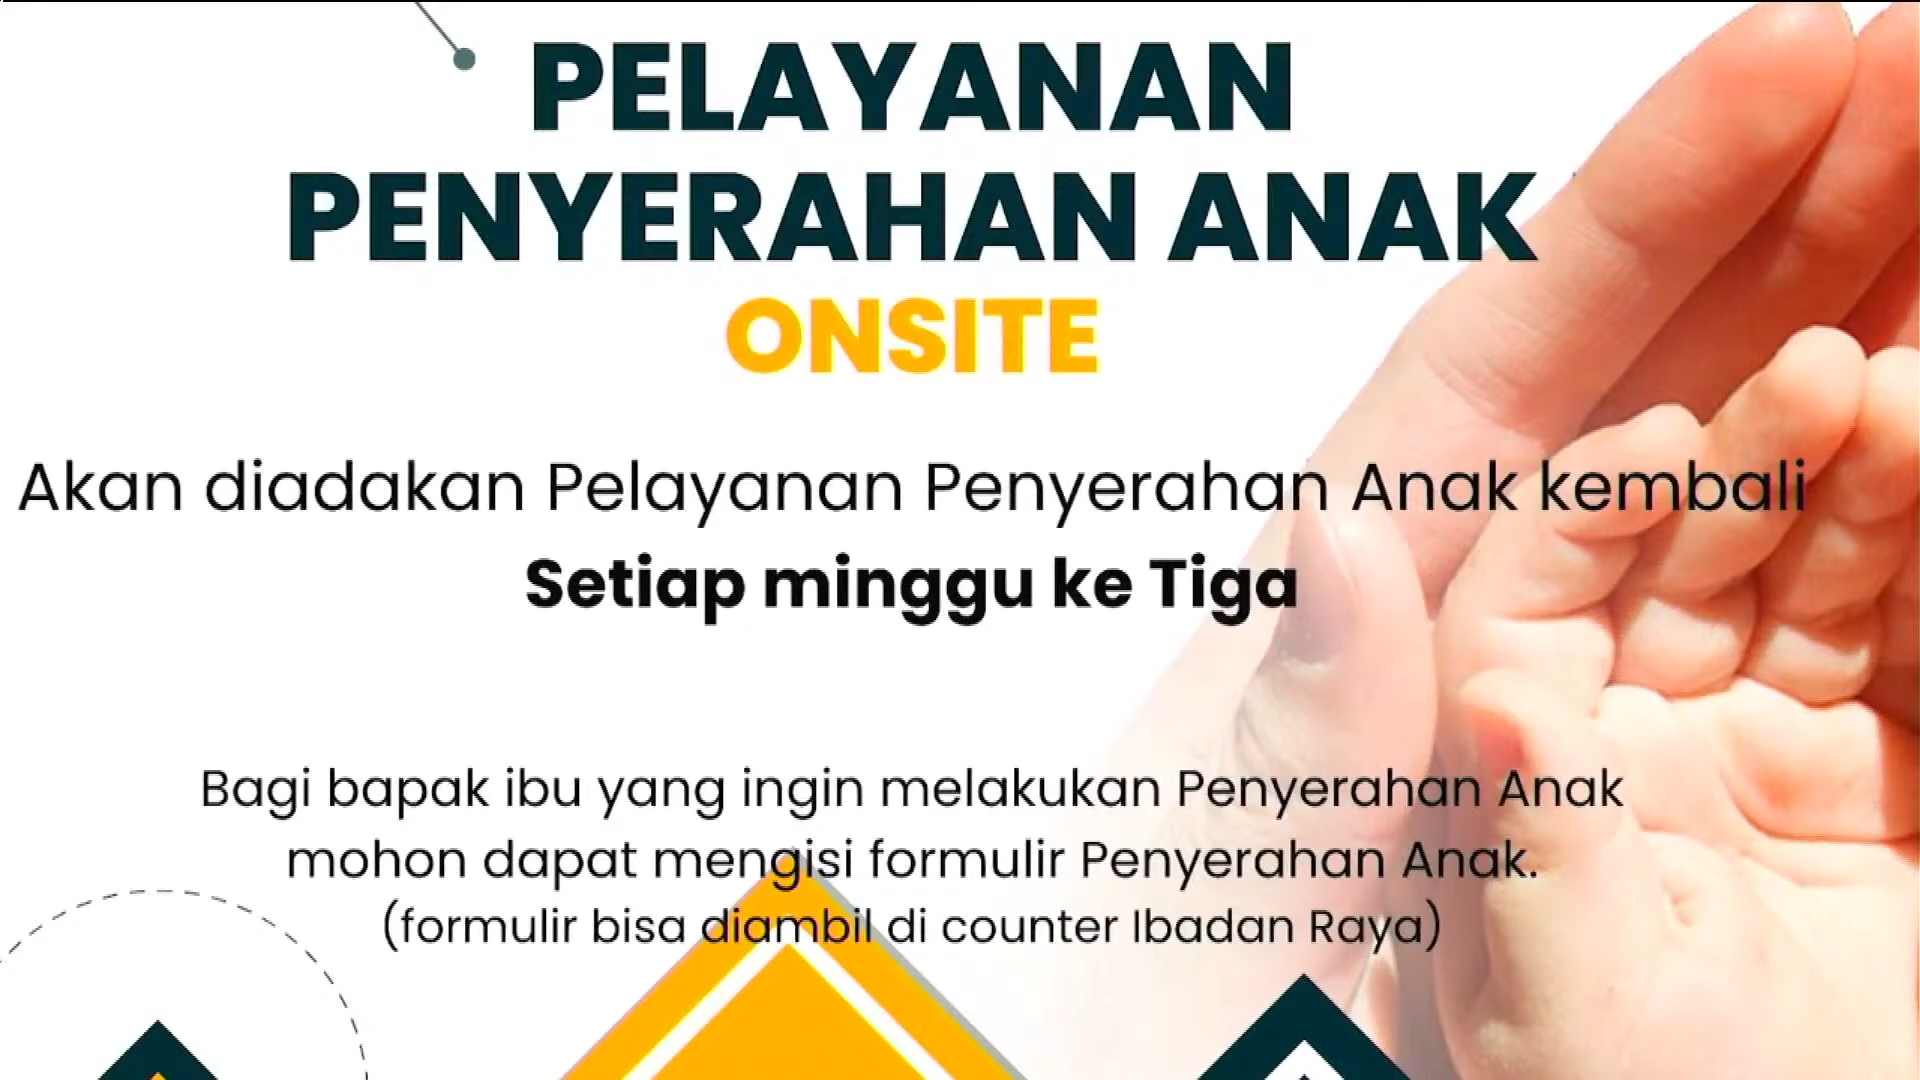 PELAYANAN
PENYERAHAN ANAK
ONSITE
Akan diadakan Pelayanan Penyerahan Anak kembali
Setiap minggu ke Tiga
Bagi bapak ibu yang ingin melakukan Penyerahan Anak
mohon dapat mengisi formulir Penyerahan Anak.
(formulir bisa diambil di counter Ibadan Raya)